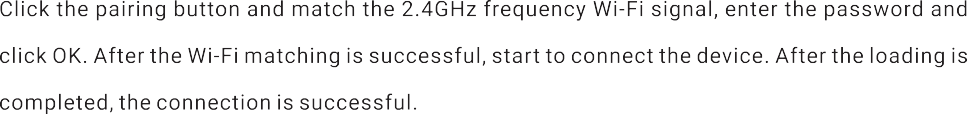 Click the pairing button and match the 2.4GHz frequency Wi-Fi signal, enter the password and
click OK. After the Wi-Fi matching is successful, start to connect the device. After the loading is
completed, the connection is successful.